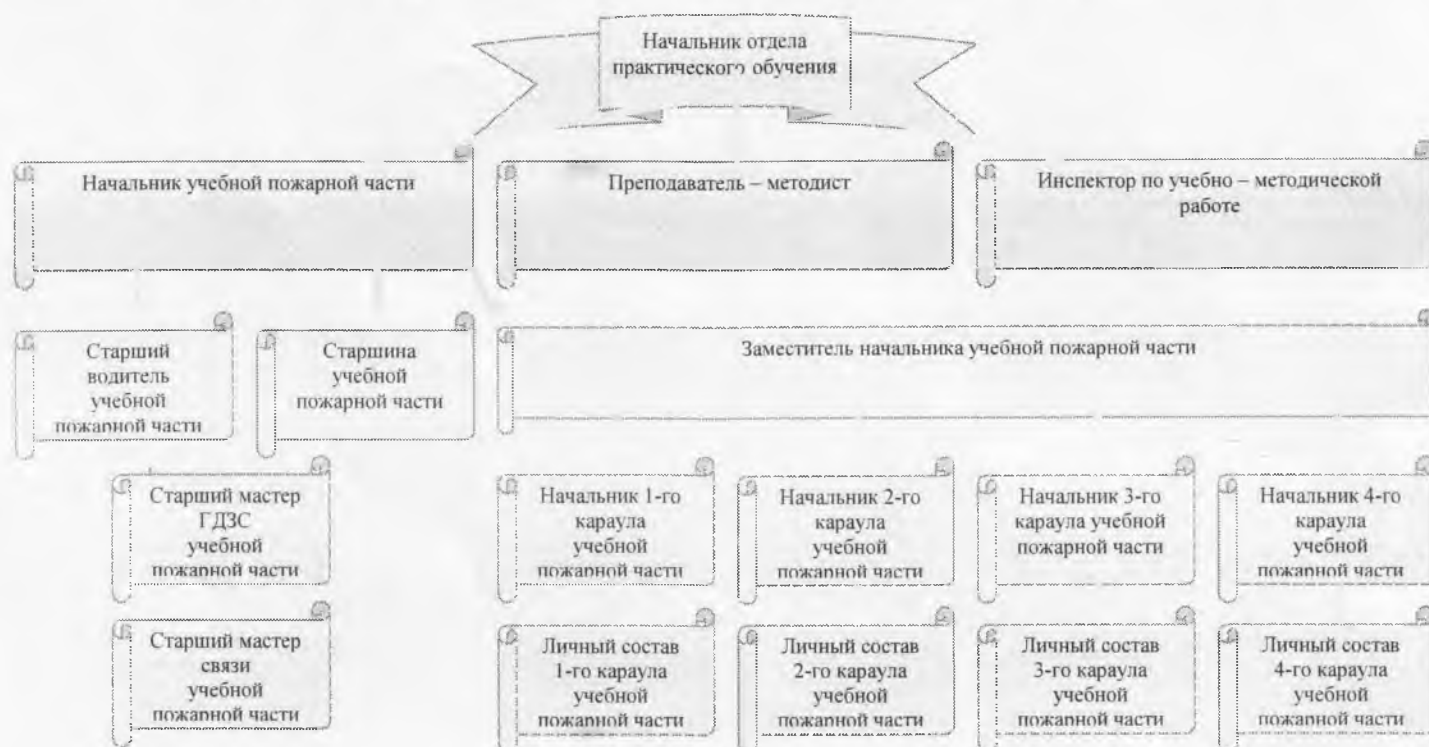 Начальник отдела
практического обучения
Начальник учебной пожарной части
Преподаватель – методист
Инспектор по учебно – методической
работе
Старший
водитель
учебной
пожарной части
Старшина
учебной
пожарной части
Заместитель начальника учебной пожарной части
Старший мастер
ГДЗС
учебной
пожарной части
Начальник 1-го
караула
учебной
пожарной части
Начальник 2-го
караула
учебной
пожарной части
Начальник 3-го
караула учебной
пожарной части
Начальник 4-го
караула
учебной
пожарной части
Старший мастер
связи
учебной
пожарной части
Личный состав
1-го караула
учебной
пожарной части
Личный состав
2-го караула
учебной
пожарной части
Личный состав
3-го караула
учебной
пожарной части
Личный состав
4-го караула
учебной
пожарной части